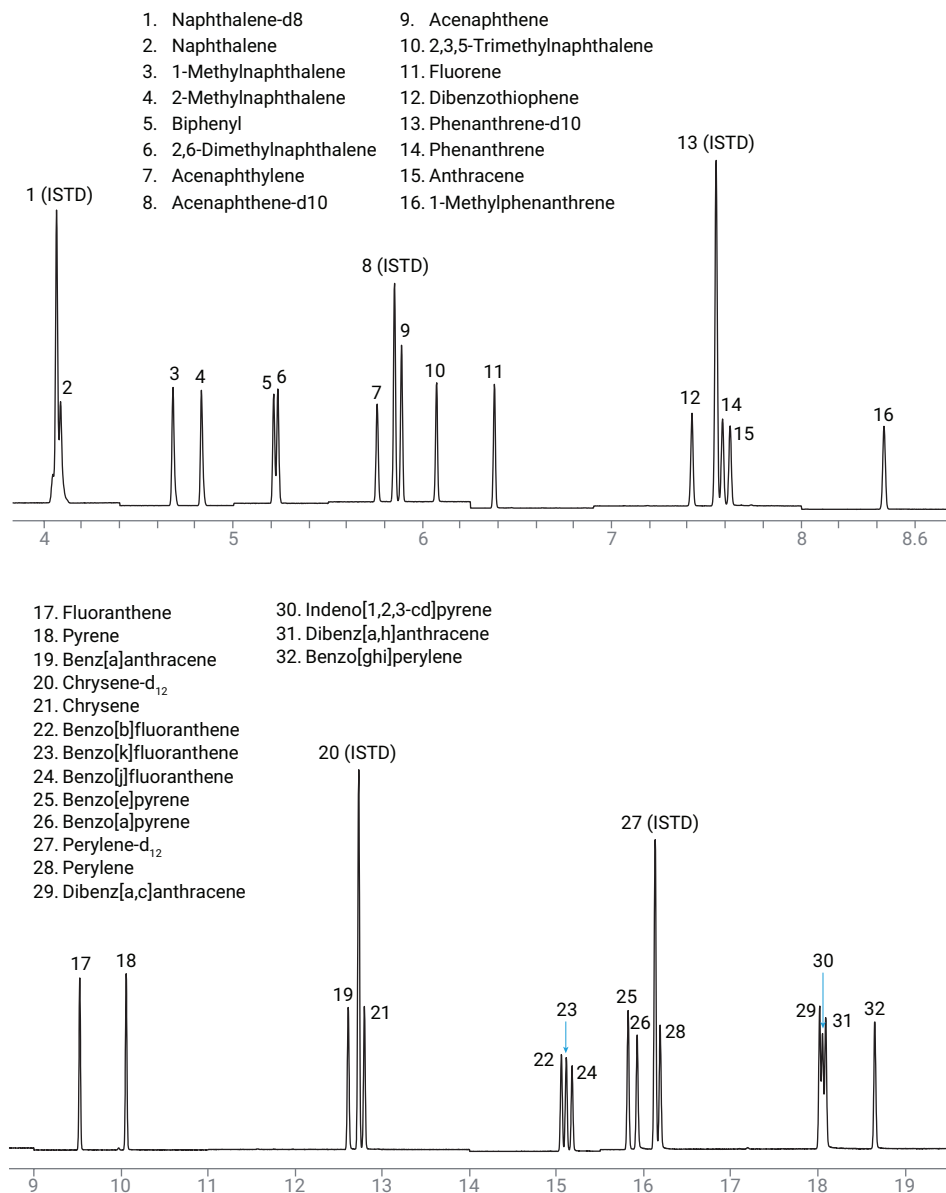 1. Naphthalene-d8
2. Naphthalene
3. 1-Methylnaphthalene
4. 2-Methylnaphthalene
5. Biphenyl
6. 2,6-Dimethylnaphthalene
7. Acenaphthylene
8. Acenaphthene-d10
9. Acenaphthene
10. 2,3,5-Trimethylnaphthalene
11. Fluorene
12. Dibenzothiophene
13. Phenanthrene-d10
14. Phenanthrene
15. Anthracene
16. 1-Methylphenanthrene
1 (ISTD)
2
3
4
5
6
7
8 (ISTD)
9
10
11
12
13 (ISTD)
14
15
16
4 5 6 7 8 8.6
17. Fluoranthene
18. Pyrene
19. Benz[a]anthracene
20. Chrysene-d12
21. Chrysene
22. Benzo[b]fluoranthene
23. Benzo[k]fluoranthene
24. Benzo[j]fluoranthene
25. Benzo[e]pyrene
26. Benzo[a]pyrene
27. Perylene-d12
28. Perylene
29. Dibenz[a,c]anthracene
30. Indeno[1,2,3-cd]pyrene
31. Dibenz[a,h]anthracene
32. Benzo[ghi]perylene
17
18
19
20 (ISTD)
21
22
23
24
25
26
27 (ISTD)
28
29
30
31
32
9 10 11 12 13 14 15 16 17 18 19